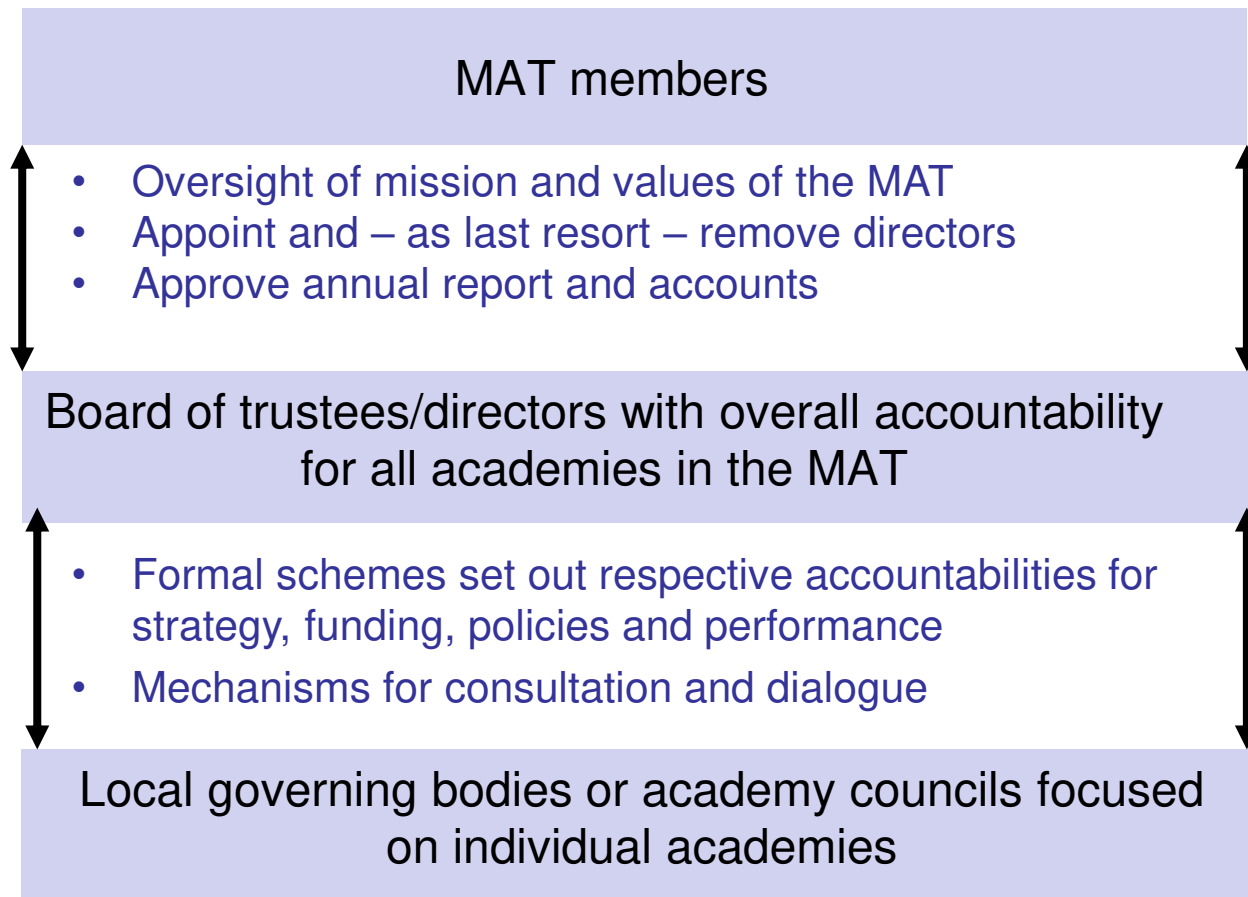 MAT members
• Oversight of mission and values of the MAT
• Appoint and – as last resort – remove directors
• Approve annual report and accounts
Board of trustees/directors with overall accountability
for all academies in the MAT
• Formal schemes set out respective accountabilities for
strategy, funding, policies and performance
• Mechanisms for consultation and dialogue
Local governing bodies or academy councils focused
on individual academies